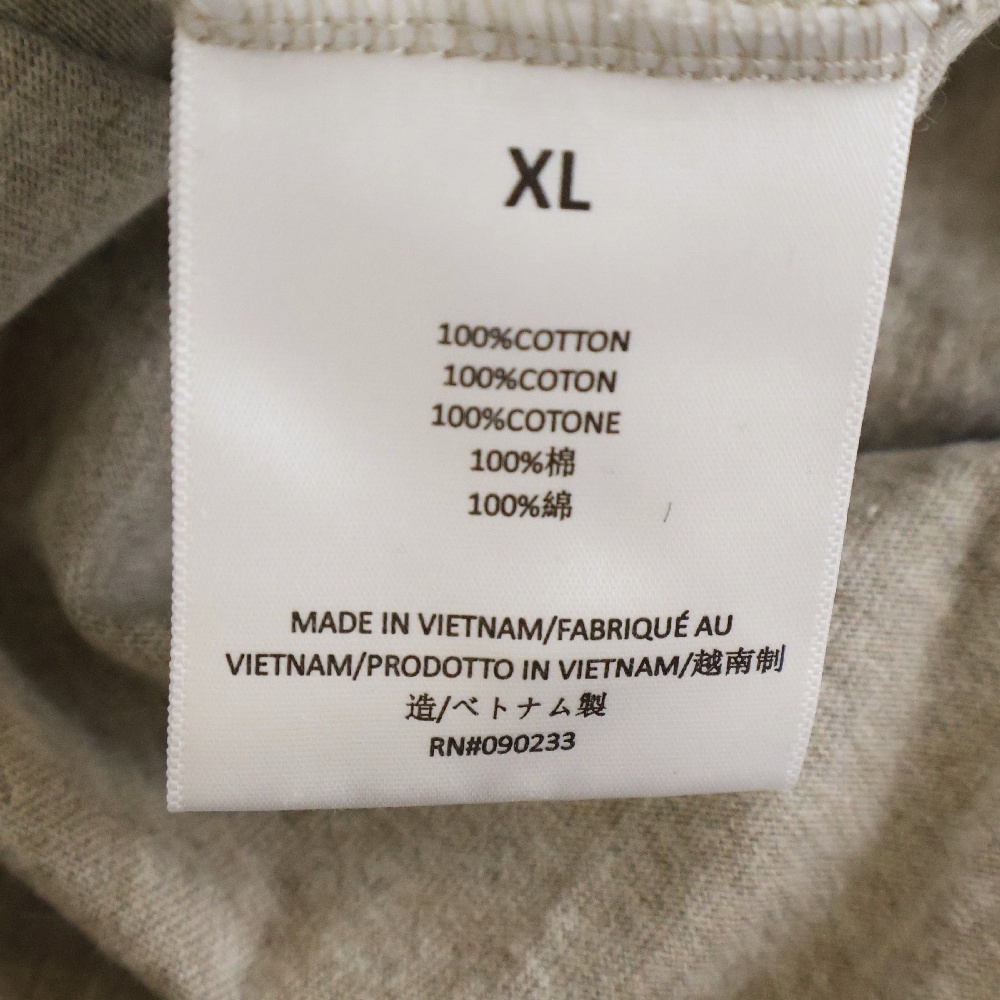 XL
100%COTTON
100%COTON
100%COTONE
100%棉
100%綿
MADE IN VIETNAM/FABRIQUÉ AU
VIETNAM/PRODOTTO IN VIETNAM/越南制
造/ベトナム製
RN#090233